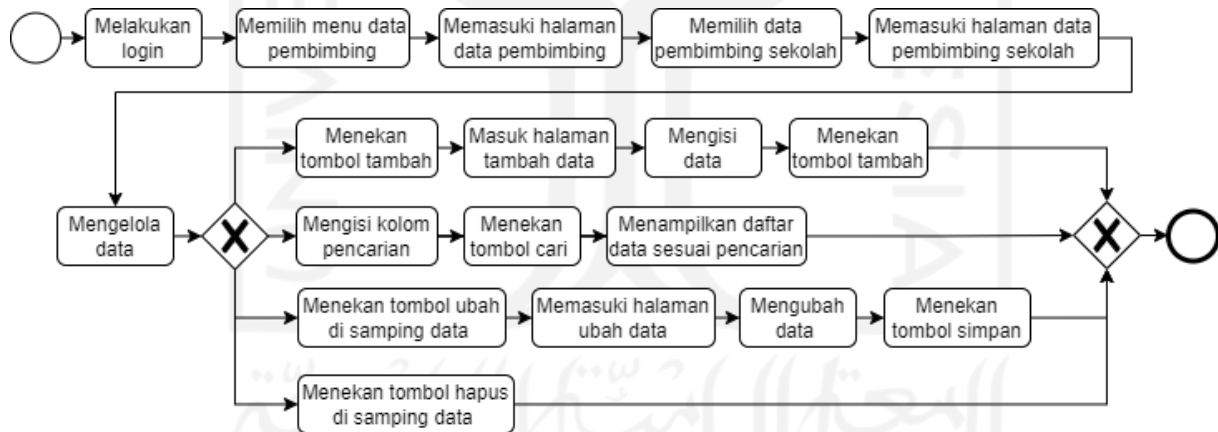 Melakukan
login
Memilih menu data
pembimbing
Memasuki halaman
data pembimbing
Memilih data
pembimbing sekolah
Memasuki halaman data
pembimbing sekolah
Mengelola
data
Menekan
tombol tambah
Masuk halaman
tambah data
Mengisi
data
Menekan
tombol tambah
Mengisi kolom
pencarian
Menekan
tombol cari
Menampilkan daftar
data sesuai pencarian
Menekan tombol ubah
di samping data
Memasuki halaman
ubah data
Mengubah
data
Menekan
tombol simpan
Menekan tombol hapus
di samping data